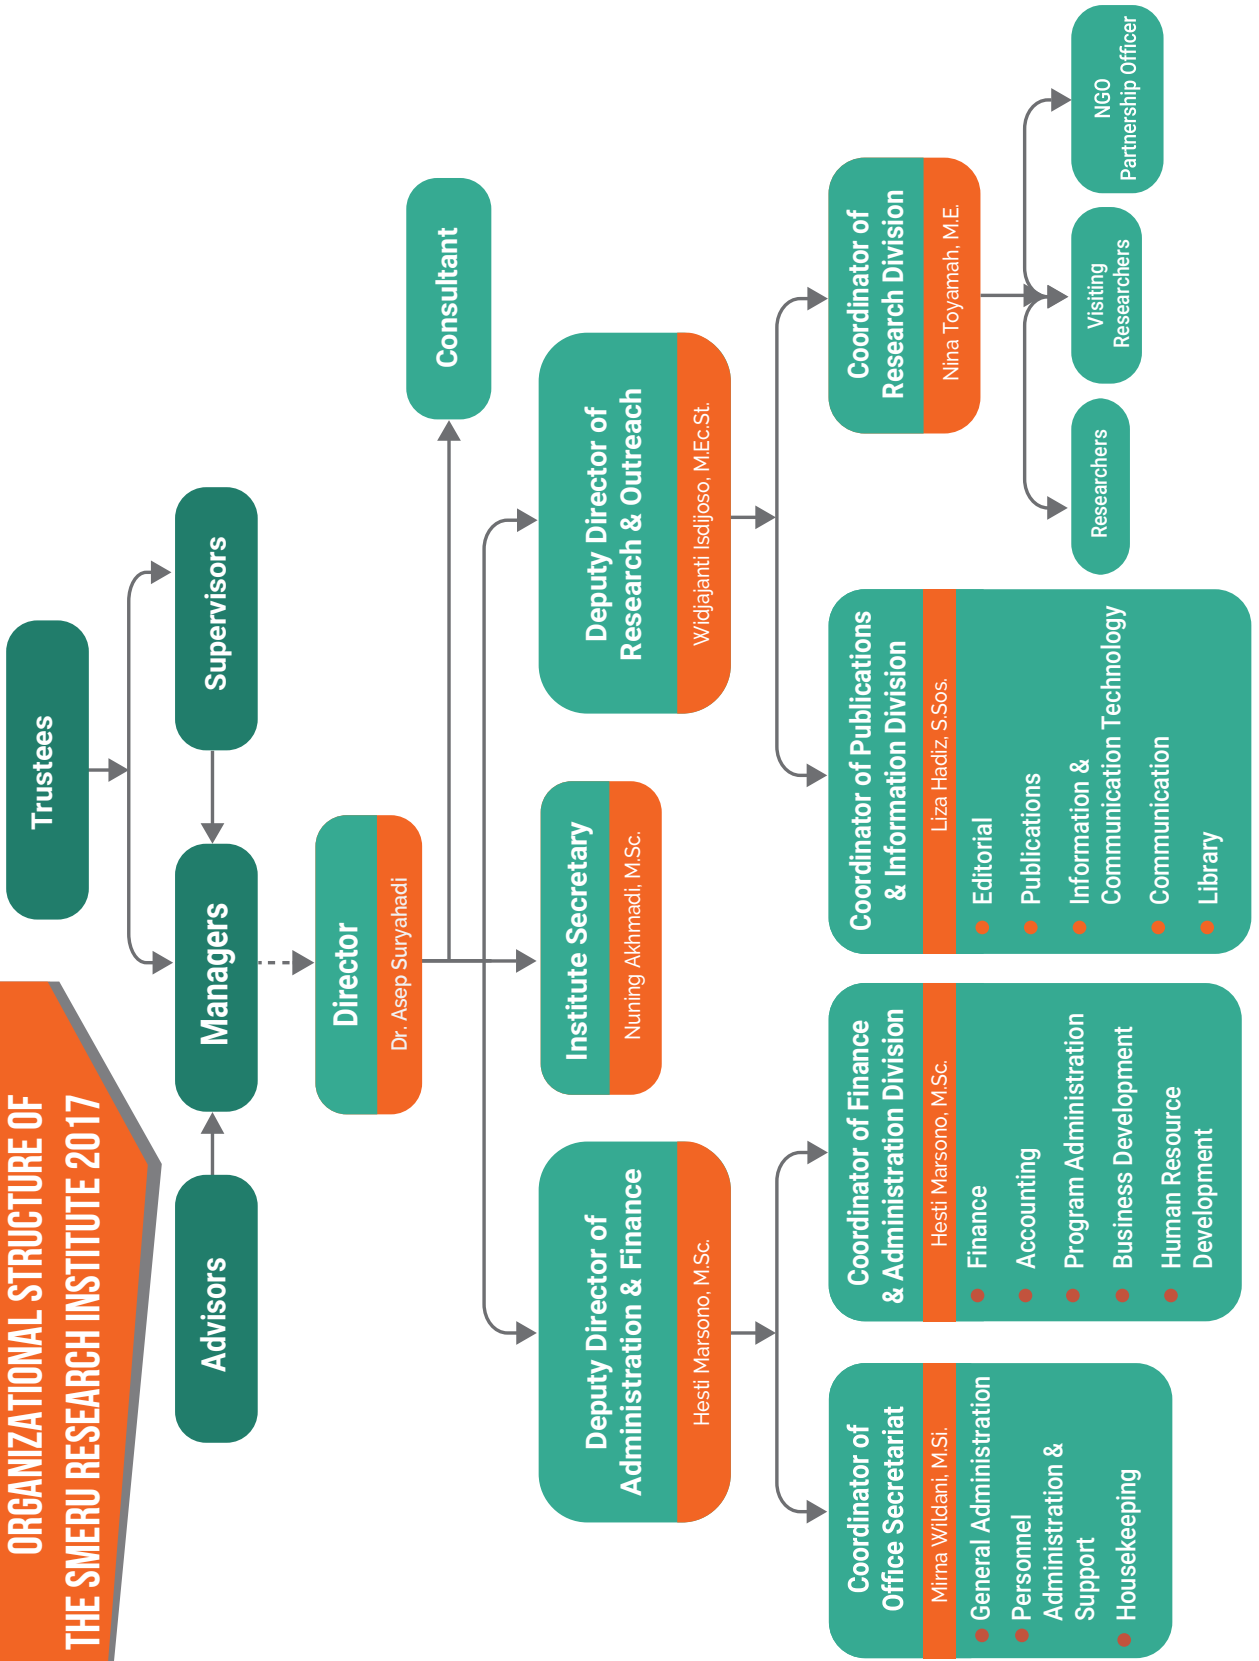 ORGANIZATIONAL STRUCTURE OF
THE SMERU RESEARCH INSTITUTE 2017
Trustees
Advisors
Managers
Supervisors
Director
Dr. Asep Suryahadi
Consultant
Deputy Director of
Administration & Finance
Hesti Marsono, M.Sc.
Institute Secretary
Nuning Akhmadi, M.Sc.
Deputy Director of
Research & Outreach
Widjajanti Isdijoso, M.Ec.St.
Coordinator of
Office Secretariat
Mirna Wildani, M.Si.
General Administration
Personnel
Administration &
Support
Housekeeping
Coordinator of Finance
& Administration Division
Hesti Marsono, M.Sc.
Finance
Accounting
Program Administration
Business Development
Human Resource
Development
Coordinator of Publications
& Information Division
Liza Hadiz, S.Sos.
Editorial
Publications
Information &
Communication Technology
Communication
Library
Coordinator of
Research Division
Nina Toyamah, M.E.
Researchers
Visiting
Researchers
NGO
Partnership Officer